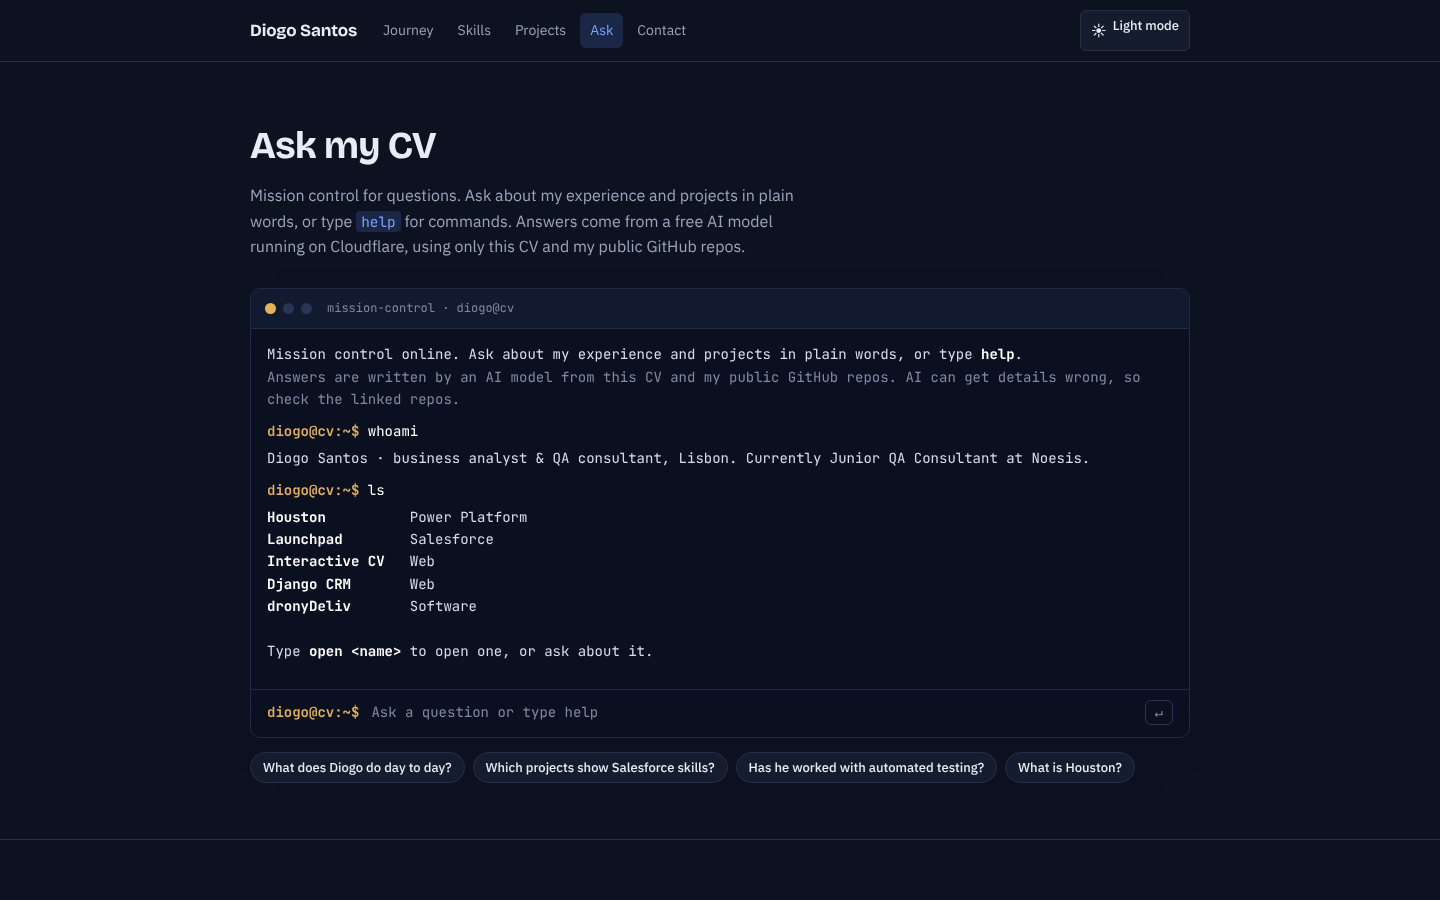 Diogo Santos Journey Skills Projects Ask Contact Light mode
Ask my CV
Mission control for questions. Ask about my experience and projects in plain
words, or type help for commands. Answers come from a free AI model
running on Cloudflare, using only this CV and my public GitHub repos.
mission-control · diogo@cv
Mission control online. Ask about my experience and projects in plain words, or type help.
Answers are written by an AI model from this CV and my public GitHub repos. AI can get details wrong, so
check the linked repos.
diogo@cv:~$ whoami
Diogo Santos · business analyst & QA consultant, Lisbon. Currently Junior QA Consultant at Noesis.
diogo@cv:~$ ls
Houston Power Platform
Launchpad Salesforce
Interactive CV Web
Django CRM Web
dronyDeliv Software
Type open <name> to open one, or ask about it.
diogo@cv:~$ Ask a question or type help ↵
What does Diogo do day to day? Which projects show Salesforce skills? Has he worked with automated testing? What is Houston?